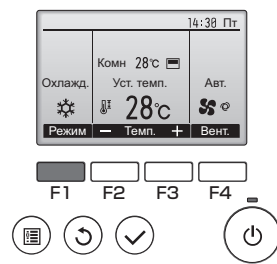 14:30 Пт
Комн 28°C
Охлажд. Уст. темп. Авт.
28°C
Режим − Темп. + Вент.
F1 F2 F3 F4